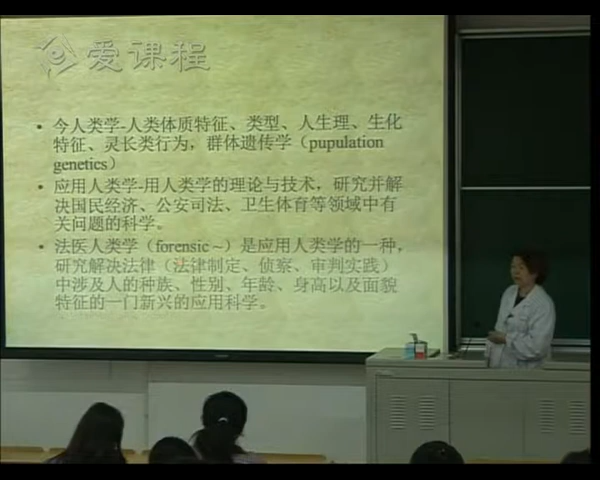 爱课程
• 今人类学-人类体质特征、类型、人生理、生化
特征、灵长类行为，群体遗传学（pupulation
genetics）
• 应用人类学-用人类学的理论与技术，研究并解
决国民经济、公安司法、卫生体育等领域中有
关问题的科学。
• 法医人类学（forensic ~）是应用人类学的一种，
研究解决法律（法律制定、侦察、审判实践）
中涉及人的种族、性别、年龄、身高以及面貌
特征的一门新兴的应用科学。